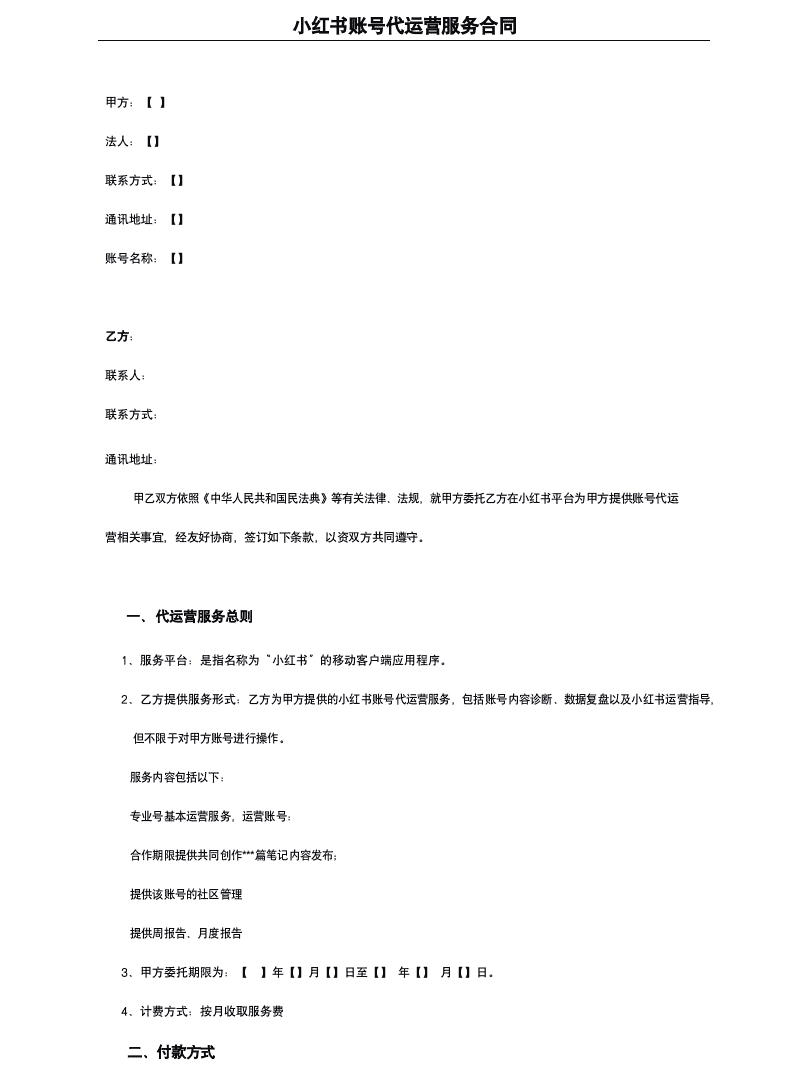 小红书账号代运营服务合同
甲方：【 】
法人：【】
联系方式：【】
通讯地址：【】
账号名称：【】
乙方：
联系人：
联系方式：
通讯地址：
甲乙双方依照《中华人民共和国民法典》等有关法律、法规，就甲方委托乙方在小红书平台为甲方提供账号代运
营相关事宜，经友好协商，签订如下条款，以资双方共同遵守。
一、代运营服务总则
1、服务平台：是指名称为“小红书”的移动客户端应用程序。
2、乙方提供服务形式：乙方为甲方提供的小红书账号代运营服务，包括账号内容诊断、数据复盘以及小红书运营指导，
但不限于对甲方账号进行操作。
服务内容包括以下：
专业号基本运营服务，运营账号：
合作期限提供共同创作***篇笔记内容发布；
提供该账号的社区管理
提供周报告、月度报告
3、甲方委托期限为：【 】年【】月【】日至【】 年【】 月【】日。
4、计费方式：按月收取服务费
二、付款方式